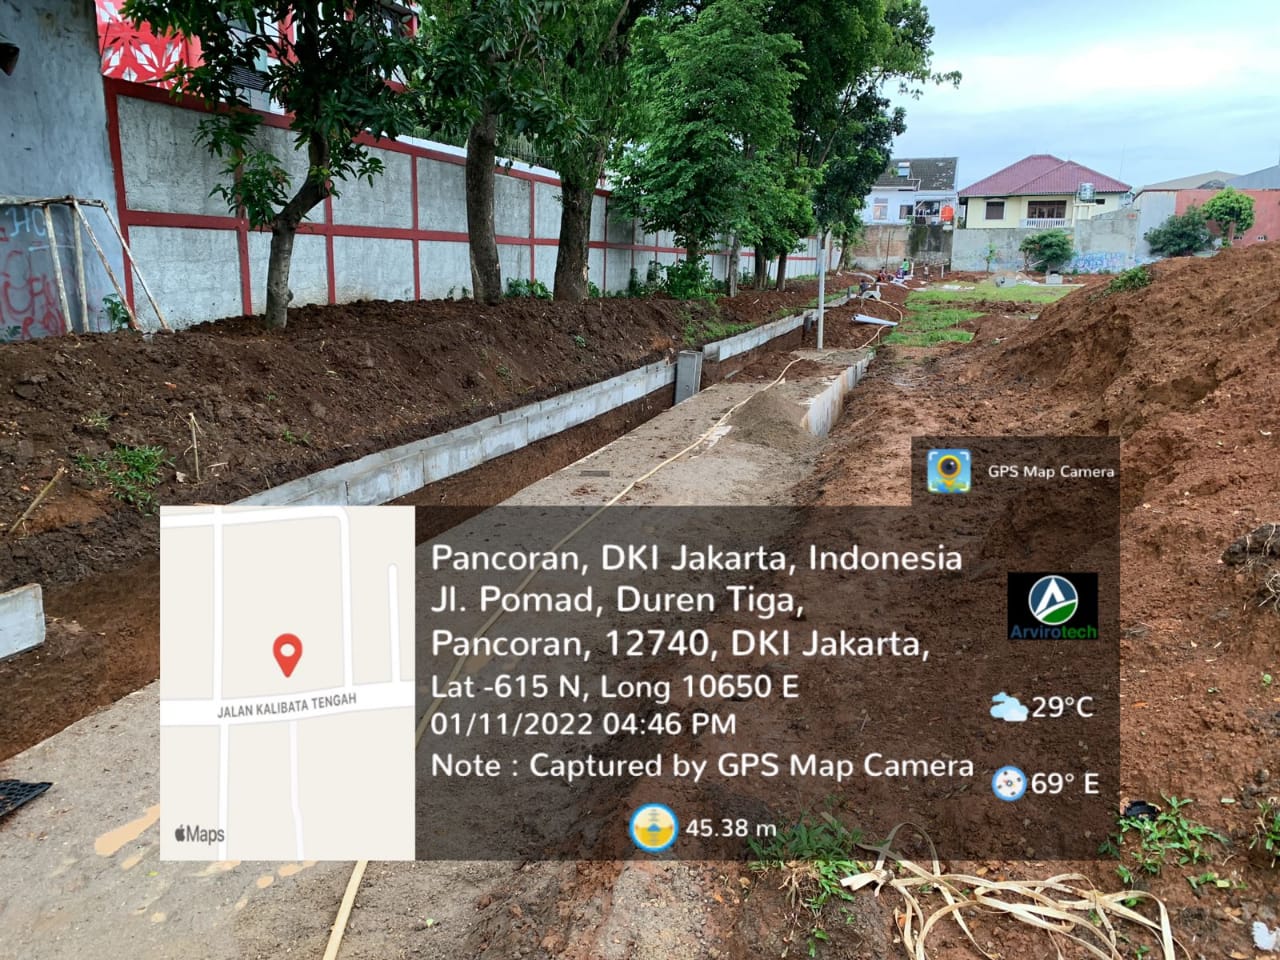 GPS Map Camera
Pancoran, DKI Jakarta, Indonesia
Jl. Pomad, Duren Tiga,
Pancoran, 12740, DKI Jakarta,
Lat -615 N, Long 10650 E
01/11/2022 04:46 PM
Note : Captured by GPS Map Camera
45.38 m
Arvirotech
29°C
69° E
JALAN KALIBATA TENGAH
Maps